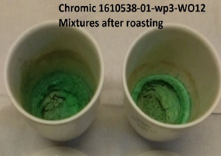 Chromic 1610538-01-wp3-WO12
Mixtures after roasting